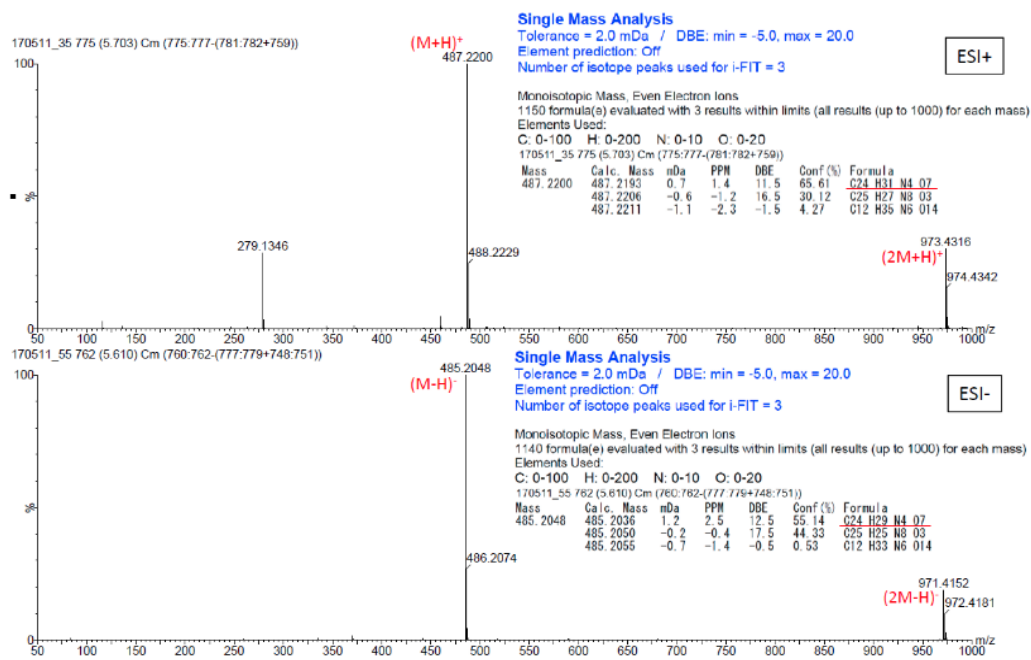 170511_35 775 (5.703) Cm (775:777-(781:782+759))
(M+H)+
487.2200
100
%
279.1346
488.2229
973.4316
(2M+H)+
974.4342
0
50 100 150 200 250 300 350 400 450 500 550 600 650 700 750 800 850 900 950 1000
m/z
Single Mass Analysis
Tolerance = 2.0 mDa / DBE: min = -5.0, max = 20.0
Element prediction: Off
Number of isotope peaks used for i-FIT = 3
ESI+
Monoisotopic Mass, Even Electron Ions
1150 formula(e) evaluated with 3 results within limits (all results (up to 1000) for each mass)
Elements Used:
C: 0-100 H: 0-200 N: 0-10 O: 0-20
170511_35 775 (5.703) Cm (775:777-(781:782+759))
Mass Calc. Mass mDa PPM DBE Conf(%) Formula
487.2200 487.2193 0.7 1.4 11.5 65.61 C24 H31 N4 O7
487.2206 -0.6 -1.2 16.5 30.12 C25 H27 N8 O3
487.2211 -1.1 -2.3 -1.5 4.27 C12 H35 N6 O14
170511_55 762 (5.610) Cm (760:762-(777:779+748:751))
(M-H)-
485.2048
100
%
486.2074
971.4152
(2M-H)-
972.4181
0
50 100 150 200 250 300 350 400 450 500 550 600 650 700 750 800 850 900 950 1000
m/z
Single Mass Analysis
Tolerance = 2.0 mDa / DBE: min = -5.0, max = 20.0
Element prediction: Off
Number of isotope peaks used for i-FIT = 3
ESI-
Monoisotopic Mass, Even Electron Ions
1140 formula(e) evaluated with 3 results within limits (all results (up to 1000) for each mass)
Elements Used:
C: 0-100 H: 0-200 N: 0-10 O: 0-20
170511_55 762 (5.610) Cm (760:762-(777:779+748:751))
Mass Calc. Mass mDa PPM DBE Conf(%) Formula
485.2048 485.2036 1.2 2.5 12.5 55.14 C24 H29 N4 O7
485.2050 -0.2 -0.4 17.5 44.33 C25 H25 N8 O3
485.2055 -0.7 -1.4 -0.5 0.53 C12 H33 N6 O14